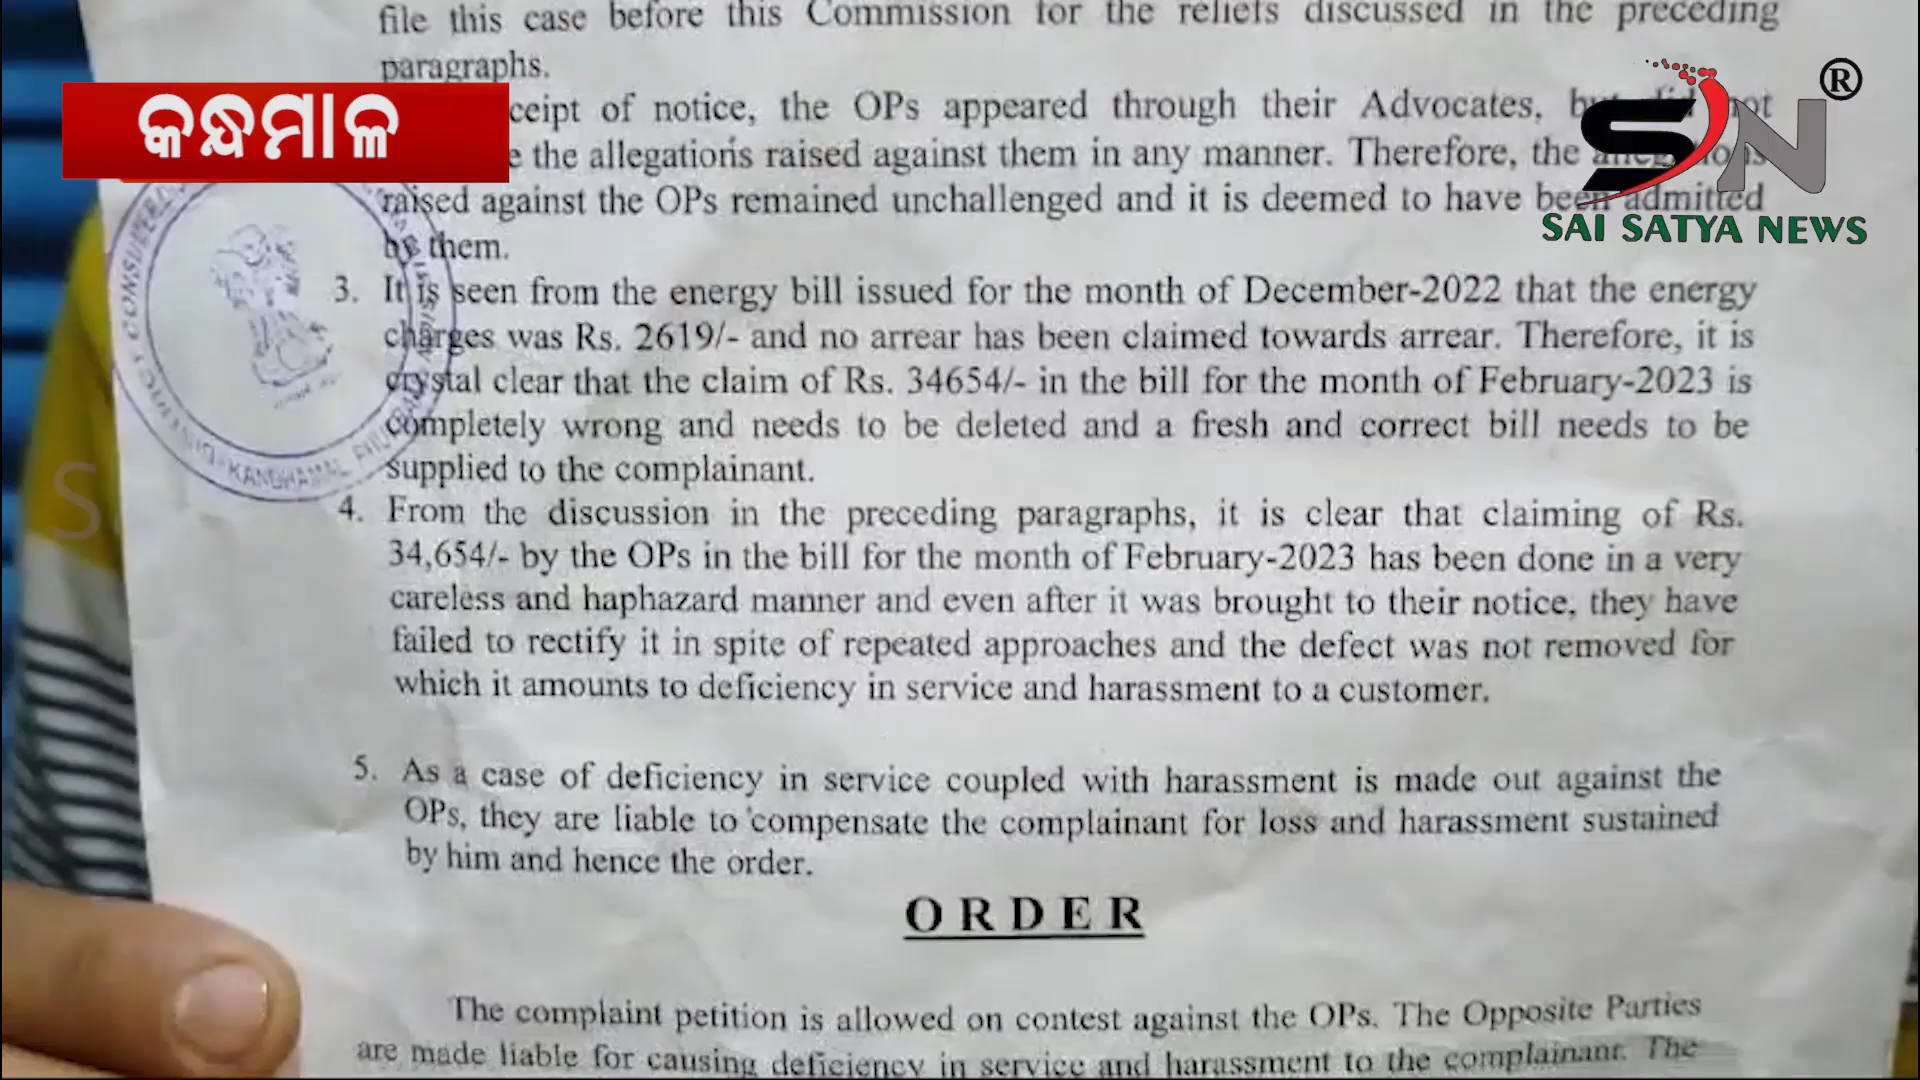 file this case before this Commission for the reliefs discussed in the preceding
paragraphs.
କନ୍ଧମାଳ
ceipt of notice, the OPs appeared through their Advocates, but did not
e the allegations raised against them in any manner. Therefore, the allegations
raised against the OPs remained unchallenged and it is deemed to have been admitted
by them.
SN®
SAI SATYA NEWS
3. It is seen from the energy bill issued for the month of December-2022 that the energy
charges was Rs. 2619/- and no arrear has been claimed towards arrear. Therefore, it is
crystal clear that the claim of Rs. 34654/- in the bill for the month of February-2023 is
completely wrong and needs to be deleted and a fresh and correct bill needs to be
supplied to the complainant.
KANDHAMAL
4. From the discussion in the preceding paragraphs, it is clear that claiming of Rs.
34,654/- by the OPs in the bill for the month of February-2023 has been done in a very
careless and haphazard manner and even after it was brought to their notice, they have
failed to rectify it in spite of repeated approaches and the defect was not removed for
which it amounts to deficiency in service and harassment to a customer.
5. As a case of deficiency in service coupled with harassment is made out against the
OPs, they are liable to compensate the complainant for loss and harassment sustained
by him and hence the order.
ORDER
The complaint petition is allowed on contest against the OPs. The Opposite Parties
are made liable for causing deficiency in service and harassment to the complainant. The